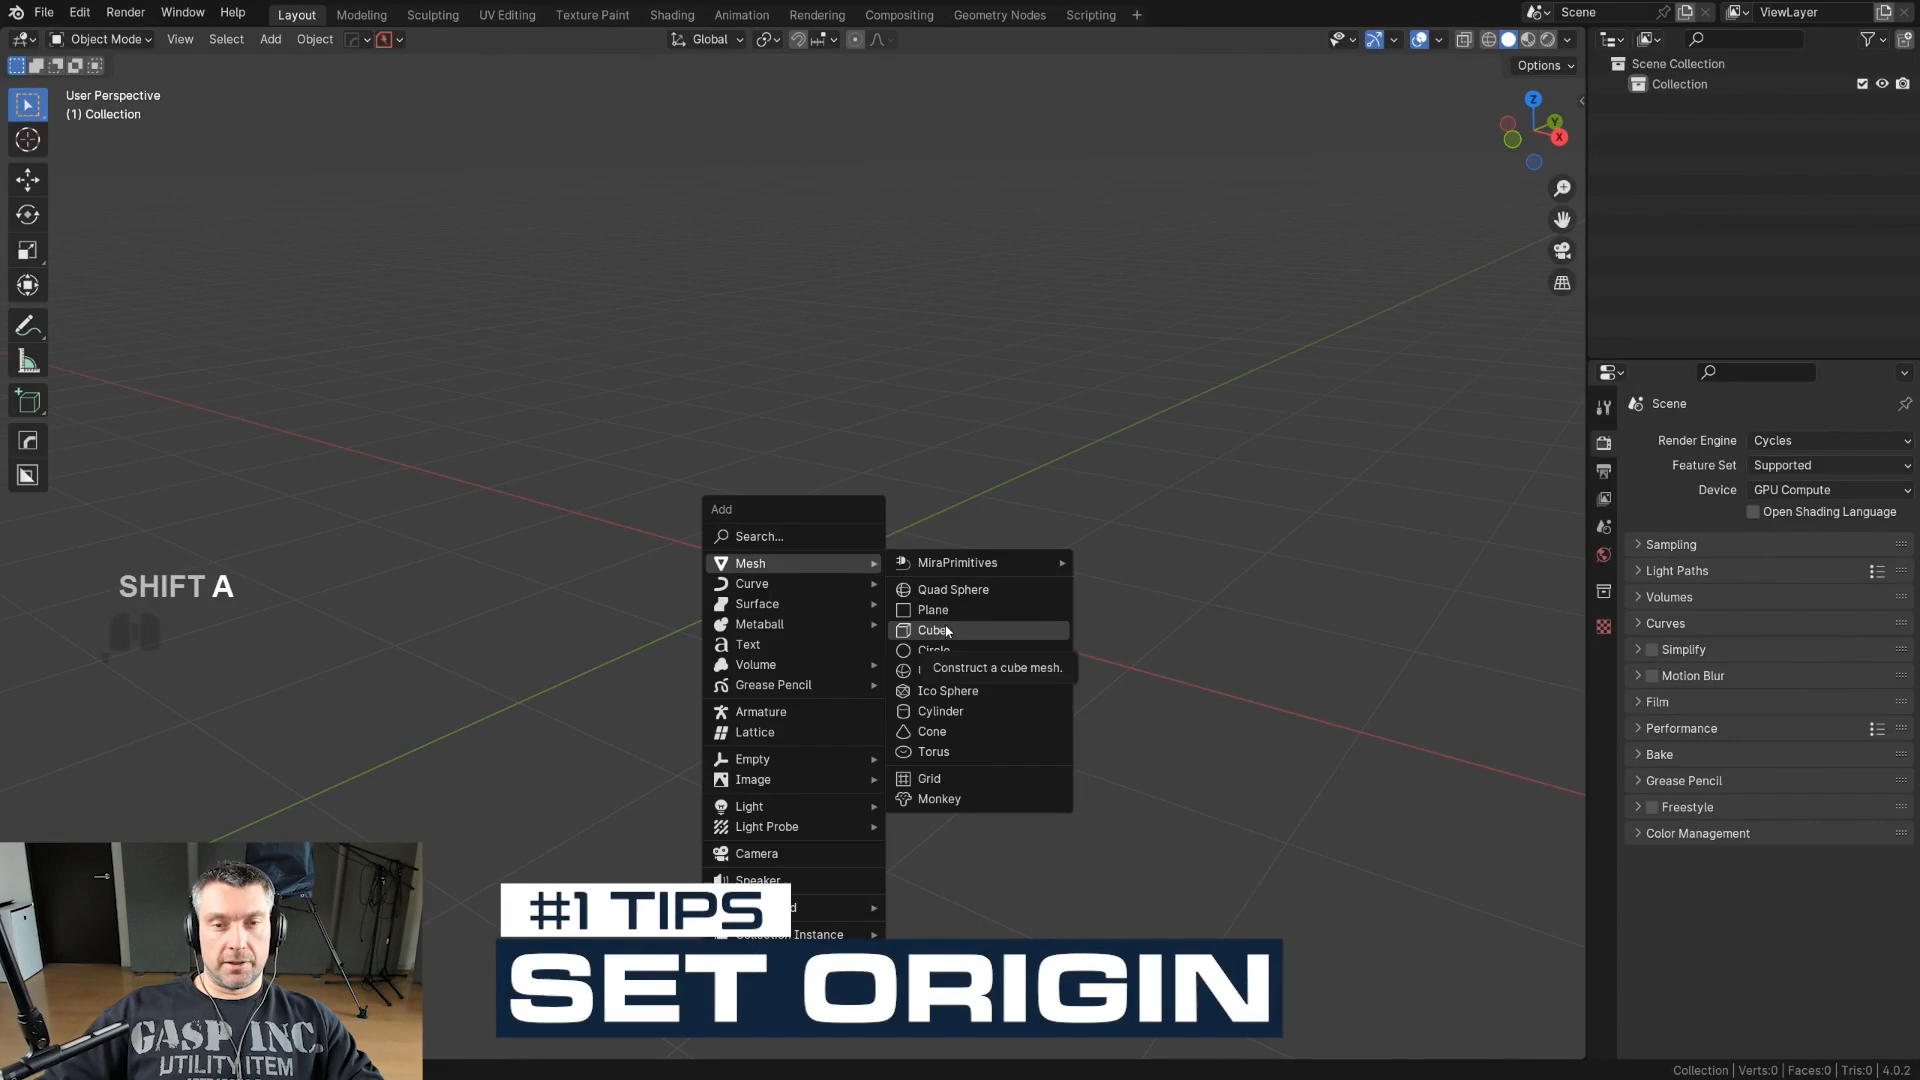 File Edit Render Window Help Layout Modeling Sculpting UV Editing Texture Paint Shading Animation Rendering Compositing Geometry Nodes Scripting + Scene ViewLayer
Object Mode View Select Add Object Global
Options
User Perspective
(1) Collection
Z
Y
X
Scene Collection
Collection
SHIFT A
Add
Search...
Mesh
Curve
Surface
Metaball
Text
Volume
Grease Pencil
Armature
Lattice
Empty
Image
Light
Light Probe
Camera
Speaker
Collection Instance
MiraPrimitives
Quad Sphere
Plane
Cube
Circle
Construct a cube mesh.
Ico Sphere
Cylinder
Cone
Torus
Grid
Monkey
Scene
Render Engine Cycles
Feature Set Supported
Device GPU Compute
Open Shading Language
Sampling
Light Paths
Volumes
Curves
Simplify
Motion Blur
Film
Performance
Bake
Grease Pencil
Freestyle
Color Management
#1 TIPS
SET ORIGIN
GASP INC.
UTILITY ITEM
Collection | Verts:0 | Faces:0 | Tris:0 | 4.0.2